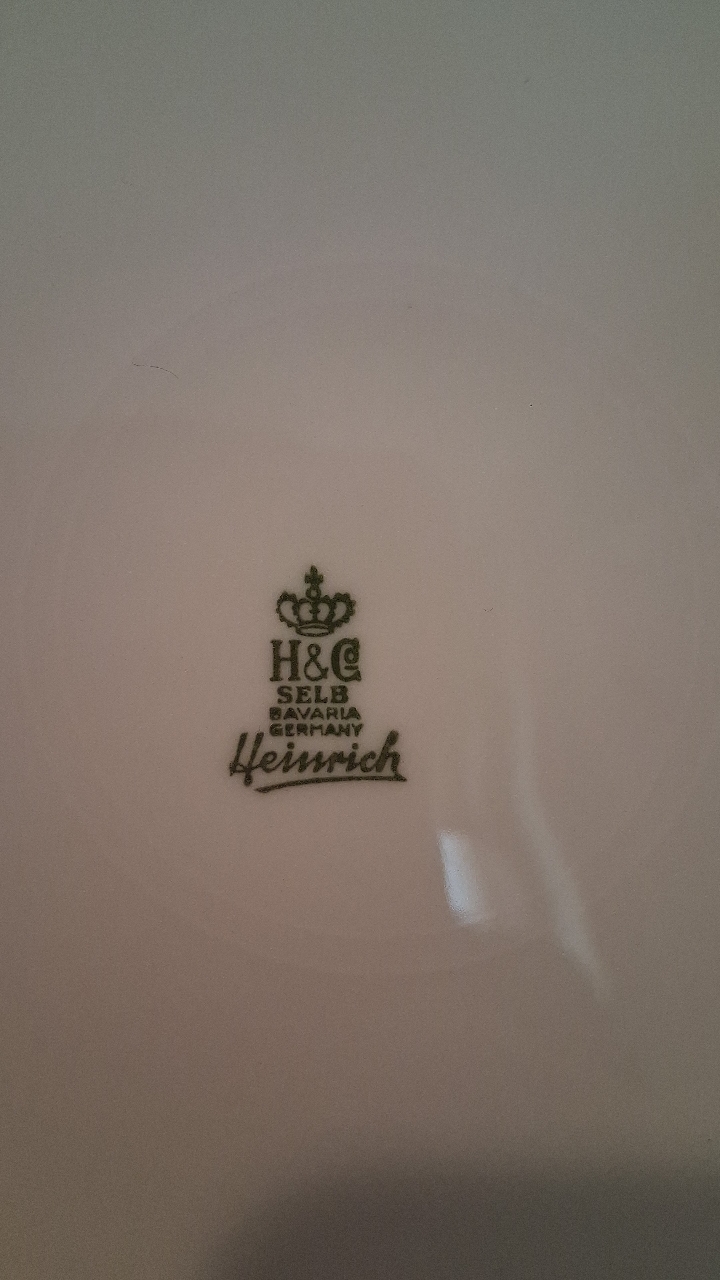 H&Co
SELB
BAVARIA
GERMANY
Heinrich